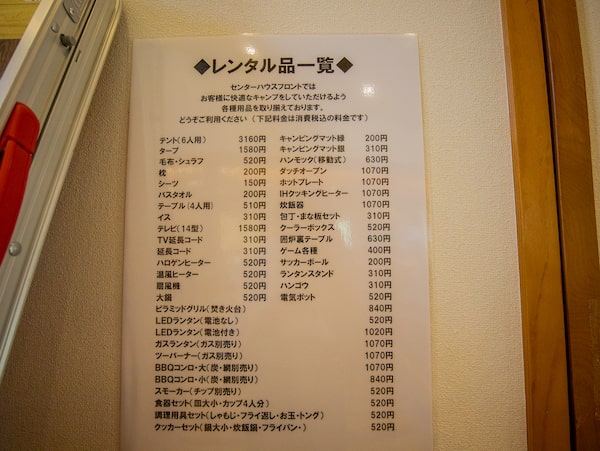 ◆レンタル品一覧◆
センターハウスフロントでは
お客様に快適なキャンプをしていただけるよう
各種用品を取り揃えております。
どうぞご利用ください（下記料金は消費税込の料金です）
テント(6人用) 3160円
タープ 1580円
毛布・シュラフ 520円
枕 200円
シーツ 150円
バスタオル 200円
テーブル(4人用) 510円
イス 310円
テレビ(14型) 1580円
TV延長コード 310円
延長コード 310円
ハロゲンヒーター 520円
温風ヒーター 520円
扇風機 520円
大鍋 520円
キャンピングマット緑 200円
キャンピングマット銀 310円
ハンモック(移動式) 630円
ダッチオーブン 1070円
ホットプレート 1070円
IHクッキングヒーター 1070円
炊飯器 1070円
包丁・まな板セット 310円
クーラーボックス 520円
囲炉裏テーブル 630円
ゲーム各種 400円
サッカーボール 200円
ランタンスタンド 310円
ハンゴウ 310円
電気ポット 520円
ピラミッドグリル(焚き火台) 840円
LEDランタン(電池なし) 520円
LEDランタン(電池付き) 1020円
ガスランタン(ガス別売り) 1070円
ツーバーナー(ガス別売り) 1070円
BBQコンロ・大(炭・網別売り) 1070円
BBQコンロ・小(炭・網別売り) 840円
スモーカー(チップ別売り) 520円
食器セット(皿大小・カップ4人分) 520円
調理用具セット(しゃもじ・フライ返し・お玉・トング) 520円
クッカーセット(鍋大小・炊飯鍋・フライパン・) 520円